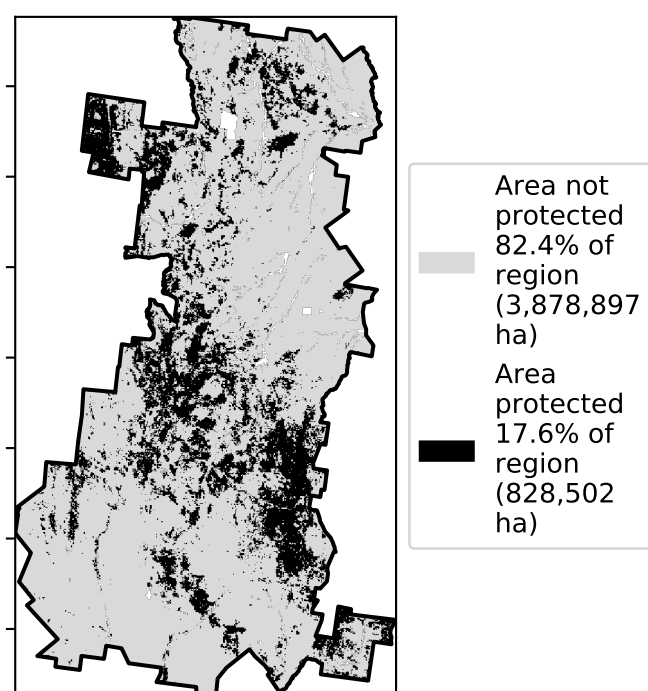 Area not
protected
82.4% of
region
(3,878,897
ha)
Area
protected
17.6% of
region
(828,502
ha)